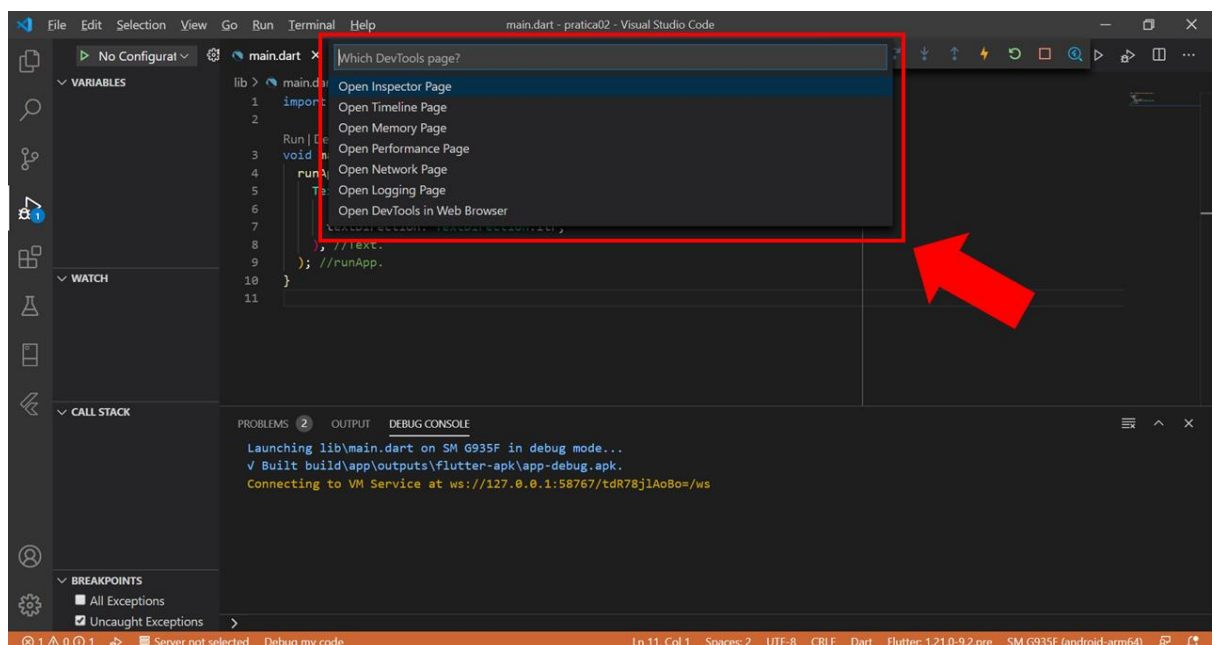 File Edit Selection View Go Run Terminal Help main.dart - pratica02 - Visual Studio Code
No Configurat
main.dart
Which DevTools page?
Open Inspector Page
Open Timeline Page
Open Memory Page
Open Performance Page
Open Network Page
Open Logging Page
Open DevTools in Web Browser
VARIABLES
WATCH
CALL STACK
BREAKPOINTS
All Exceptions
Uncaught Exceptions
lib >
1 import
2
Run |
3 void
4
5
6
7
8 ), //Text.
9 ); //runApp.
10 }
11
PROBLEMS 2 OUTPUT DEBUG CONSOLE
Launching lib\main.dart on SM G935F in debug mode...
√ Built build\app\outputs\flutter-apk\app-debug.apk.
Connecting to VM Service at ws://127.0.0.1:58767/tdR78jlAoBo=/ws
>
1 0 1 Server not selected Debug my code Ln 11, Col 1 Spaces: 2 UTF-8 CRLF Dart Flutter: 1.21.0-9.2.pre SM G935F (android-arm64)